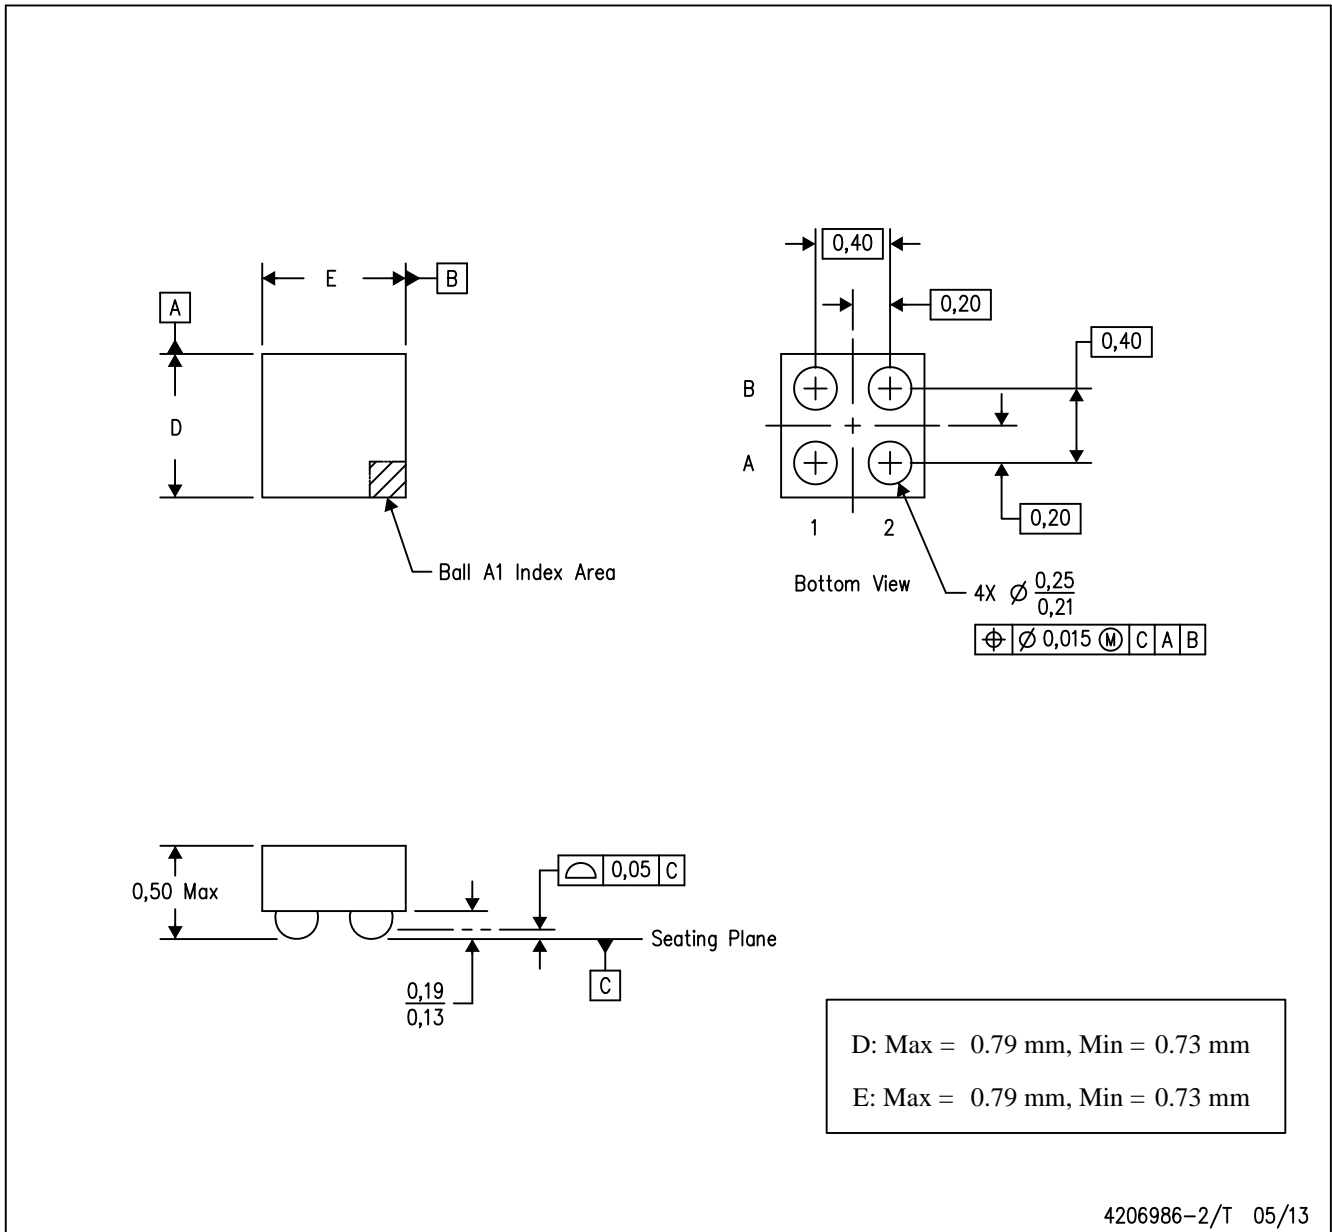 0,40
E
B
A
0,20
0,40
B
D
A
0,20
1 2
Ball A1 Index Area
Bottom View
4X Ø 0,25
0,21
⌖ Ø 0,015 Ⓜ C A B
0,05 C
0,50 Max
Seating Plane
C
0,19
0,13
D: Max = 0.79 mm, Min = 0.73 mm
E: Max = 0.79 mm, Min = 0.73 mm
4206986-2/T 05/13